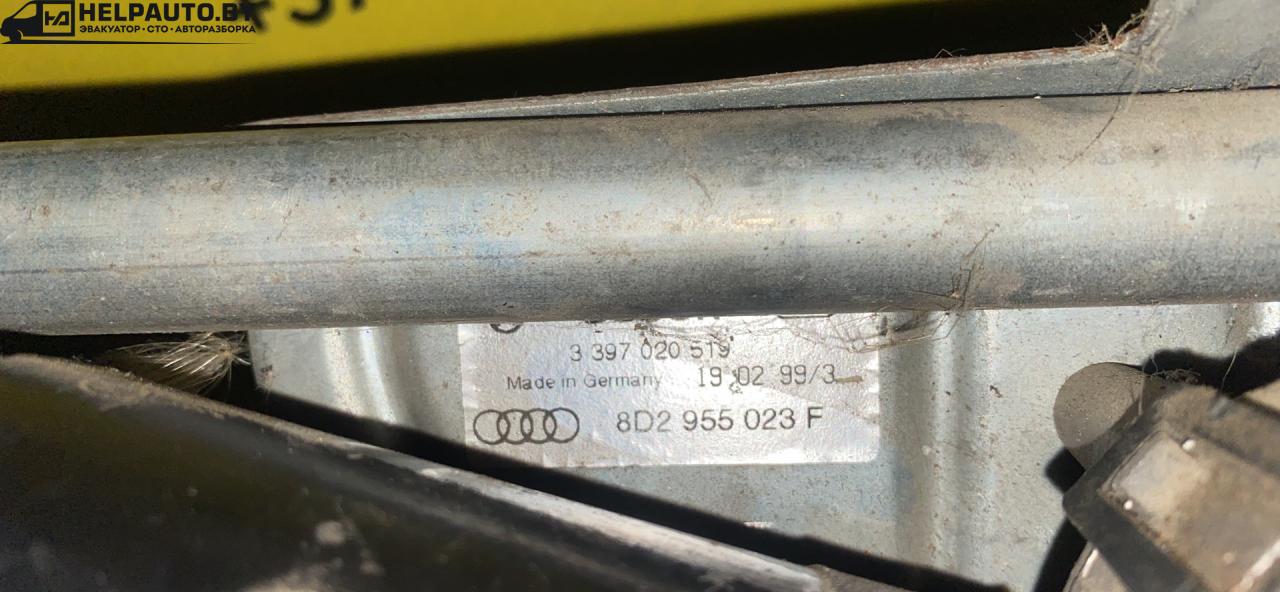 HELPAUTO.BY
ЭВАКУАТОР•СТО•АВТОРАЗБОРКА
3 397 020 519
Made in Germany 19 02 99/3
8D2 955 023 F